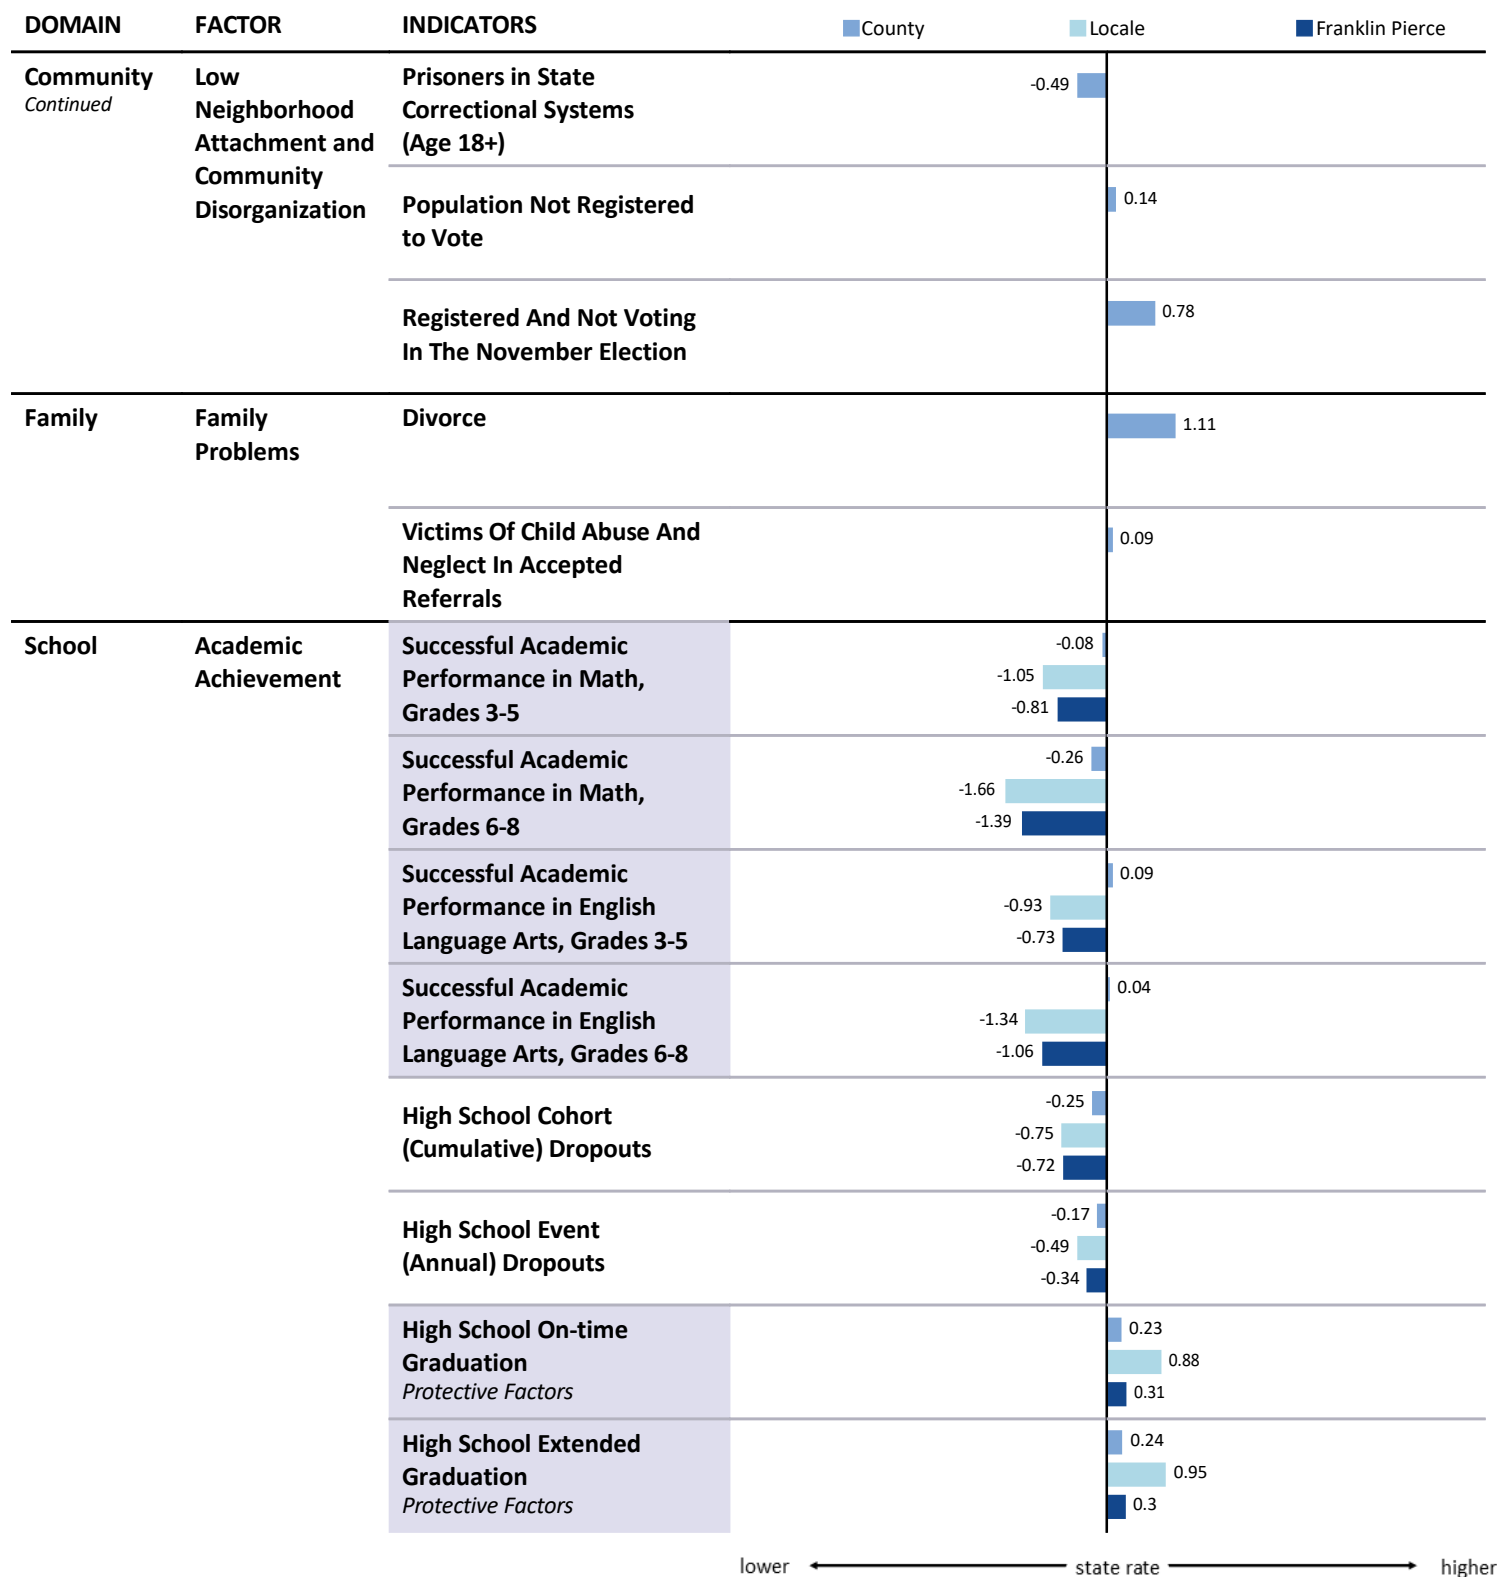 DOMAIN FACTOR INDICATORS County Locale Franklin Pierce
Community
Continued
Low
Neighborhood
Attachment and
Community
Disorganization
Prisoners in State
Correctional Systems
(Age 18+)
-0.49
Population Not Registered
to Vote
0.14
Registered And Not Voting
In The November Election
0.78
Family
Family
Problems
Divorce
1.11
Victims Of Child Abuse And
Neglect In Accepted
Referrals
0.09
School
Academic
Achievement
Successful Academic
Performance in Math,
Grades 3-5
-0.08
-1.05
-0.81
Successful Academic
Performance in Math,
Grades 6-8
-0.26
-1.66
-1.39
Successful Academic
Performance in English
Language Arts, Grades 3-5
0.09
-0.93
-0.73
Successful Academic
Performance in English
Language Arts, Grades 6-8
0.04
-1.34
-1.06
High School Cohort
(Cumulative) Dropouts
-0.25
-0.75
-0.72
High School Event
(Annual) Dropouts
-0.17
-0.49
-0.34
High School On-time
Graduation
Protective Factors
0.23
0.88
0.31
High School Extended
Graduation
Protective Factors
0.24
0.95
0.3
lower state rate higher